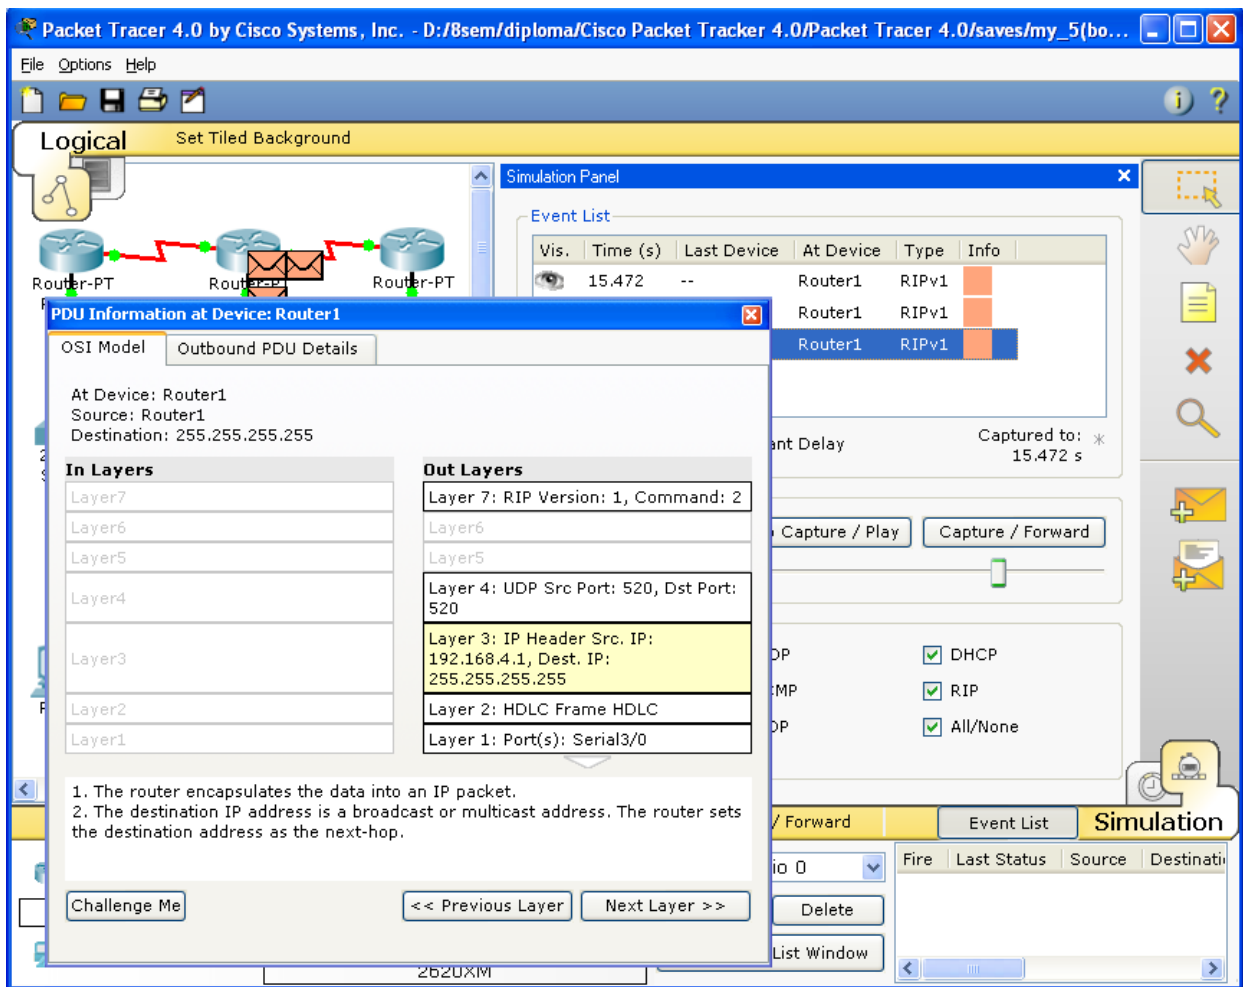 Packet Tracer 4.0 by Cisco Systems, Inc. - D:/8sem/diploma/Cisco Packet Tracker 4.0/Packet Tracer 4.0/saves/my_5(bo...
File Options Help
Logical Set Tiled Background
Simulation Panel
Event List
Vis. Time (s) Last Device At Device Type Info
15.472 -- Router1 RIPv1
Router1 RIPv1
Router1 RIPv1
Router-PT
Router-PT
Router-PT
PDU Information at Device: Router1
OSI Model Outbound PDU Details
At Device: Router1
Source: Router1
Destination: 255.255.255.255
In Layers
Layer7
Layer6
Layer5
Layer4
Layer3
Layer2
Layer1
Out Layers
Layer 7: RIP Version: 1, Command: 2
Layer6
Layer5
Layer 4: UDP Src Port: 520, Dst Port:
520
Layer 3: IP Header Src. IP:
192.168.4.1, Dest. IP:
255.255.255.255
Layer 2: HDLC Frame HDLC
Layer 1: Port(s): Serial3/0
1. The router encapsulates the data into an IP packet.
2. The destination IP address is a broadcast or multicast address. The router sets
the destination address as the next-hop.
Challenge Me << Previous Layer Next Layer >>
Delay
Captured to: *
15.472 s
Capture / Play Capture / Forward
DHCP
RIP
All/None
/ Forward Event List Simulation
0
Delete
List Window
Fire Last Status Source Destinati
2620XM